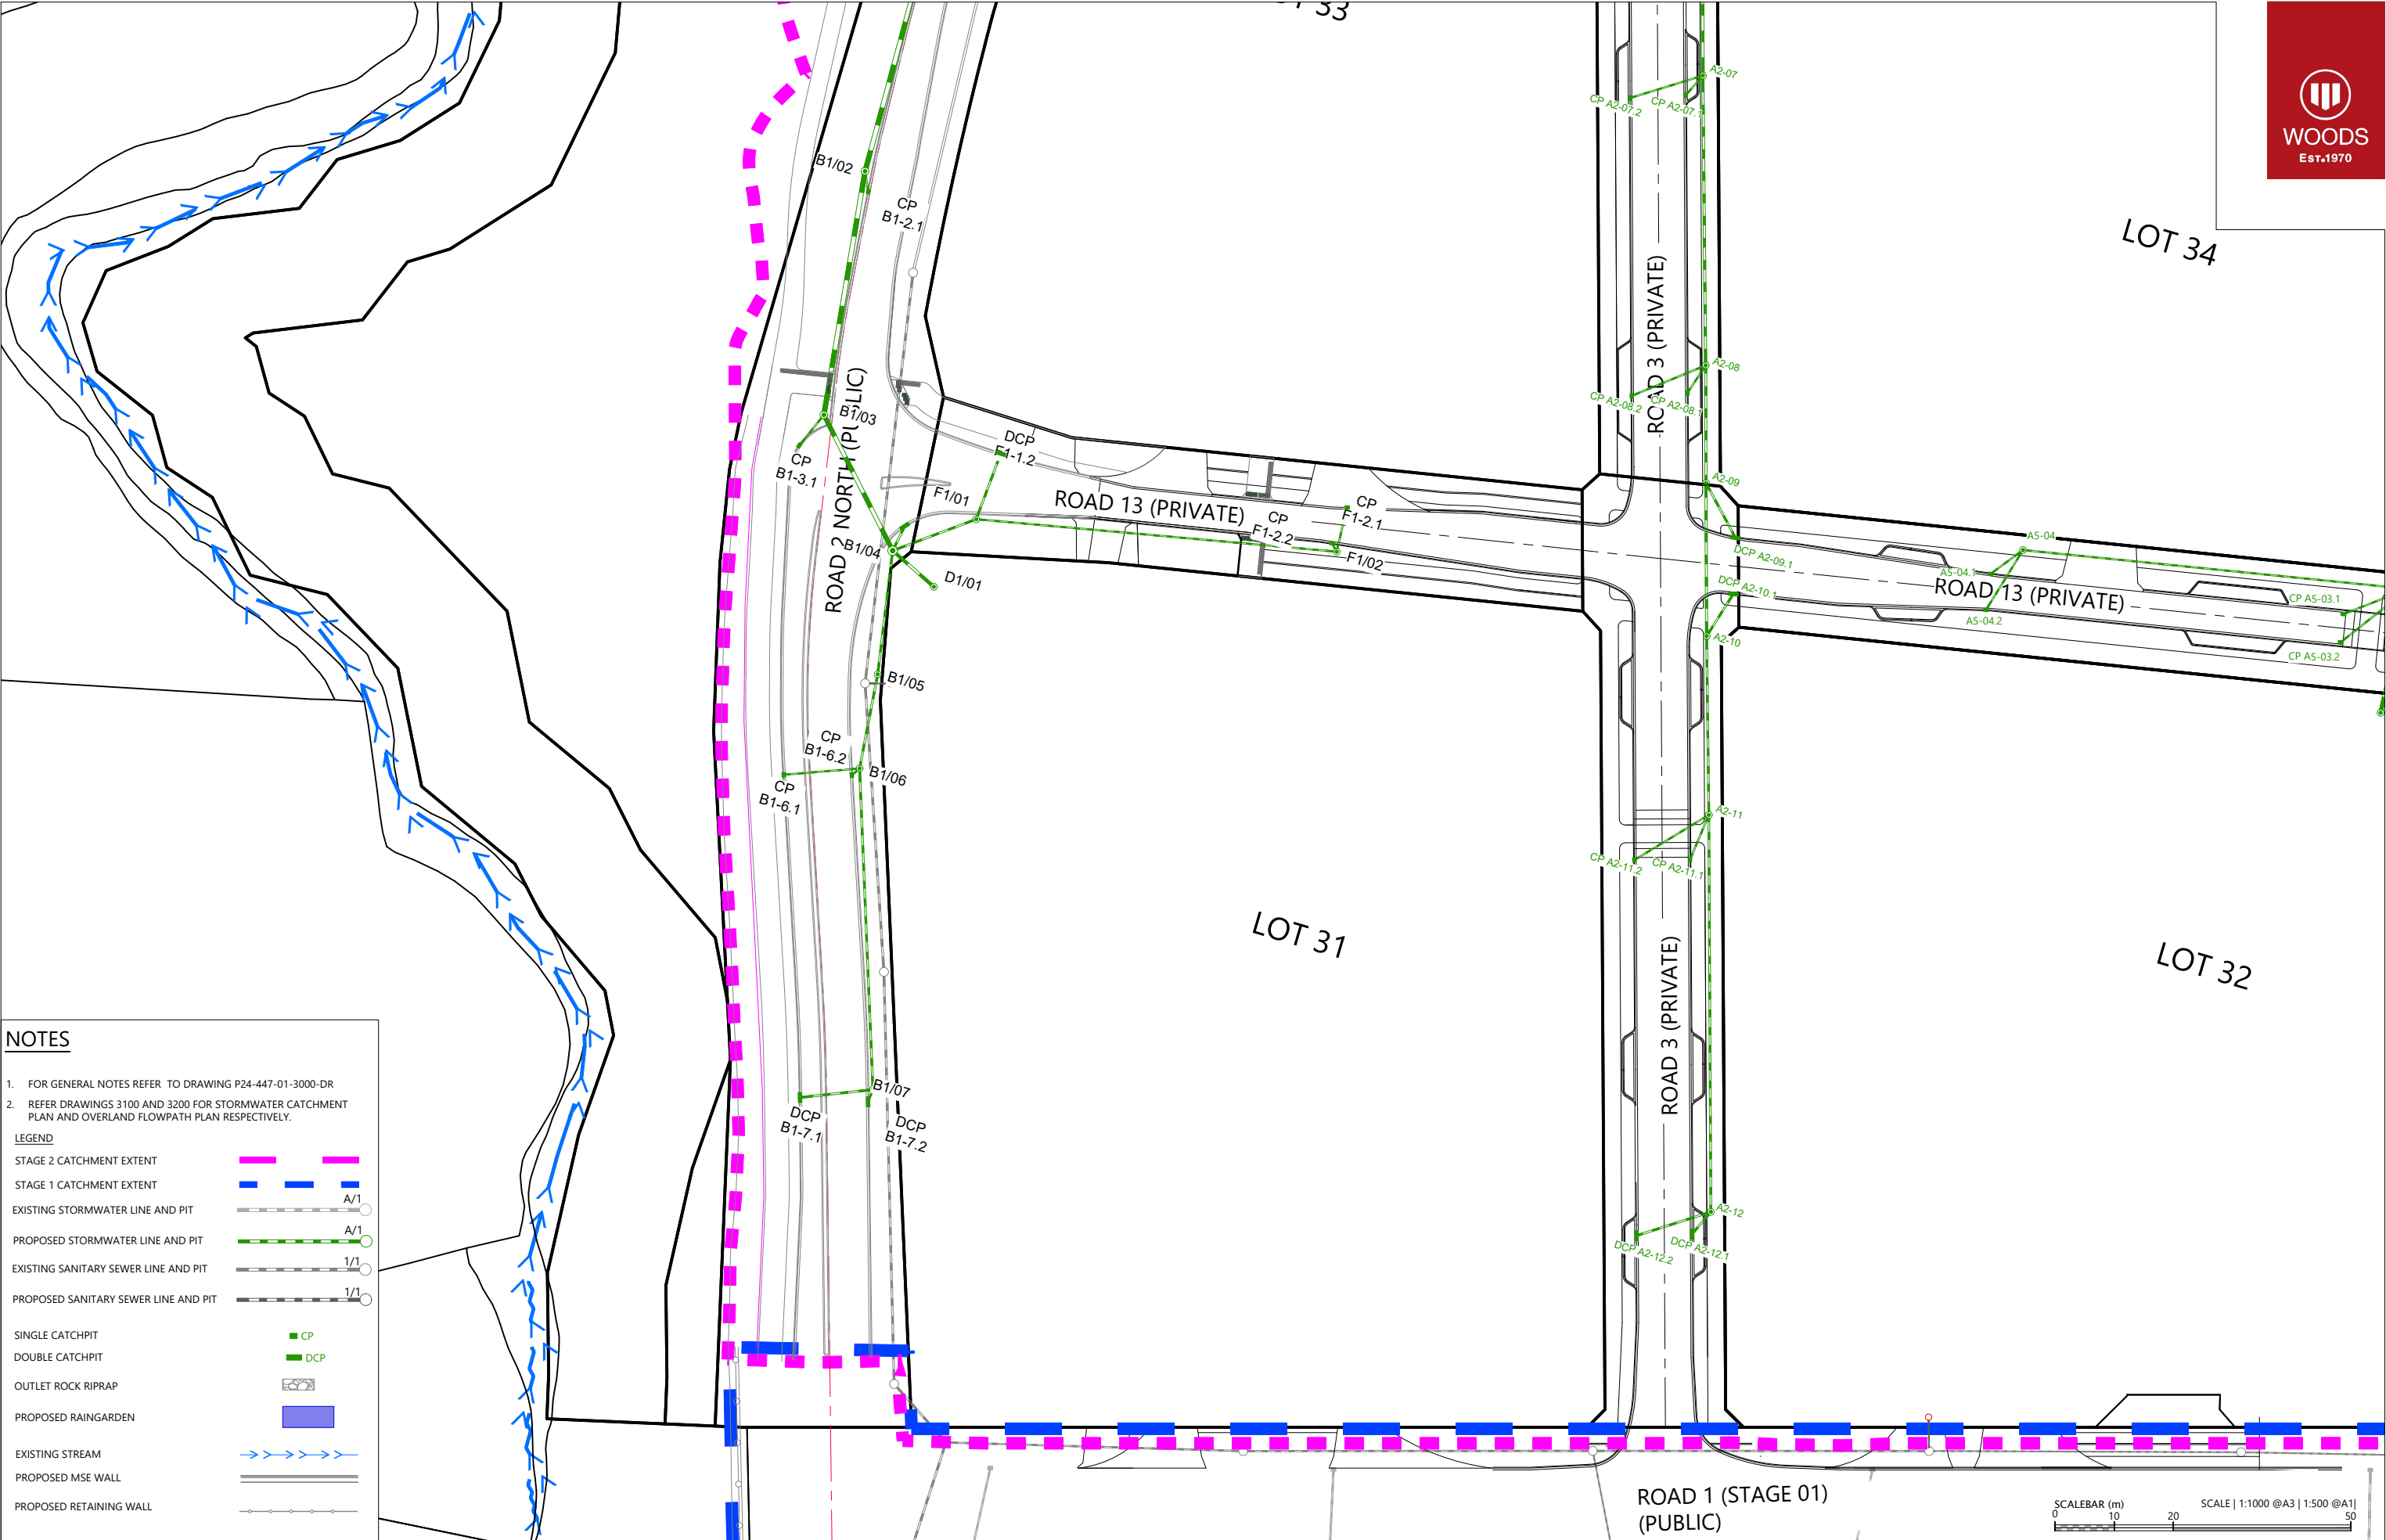 WOODS
EST.1970
LOT 34
A2-07
CP A2-07.2
CP A2-07.1
B1/02
CP
B1-2.1
ROAD 3 (PRIVATE)
A2-08
CP A2-08.2
CP A2-08.1
B1/03
ROAD 2 NORTH (PUBLIC)
CP
B1-3.1
DCP
F1-1.2
F1/01
ROAD 13 (PRIVATE)
CP
F1-2.2
CP
F1-2.1
F1/02
B1/04
D1/01
A2-09
DCP A2-09.1
DCP A2-10.1
A2-10
A5-04
A5-04.1
A5-04.2
ROAD 13 (PRIVATE)
CP A5-03.1
CP A5-03.2
B1/05
CP
B1-6.2
B1/06
CP
B1-6.1
A2-11
CP A2-11.2
CP A2-11.1
LOT 31
LOT 32
ROAD 3 (PRIVATE)
B1/07
DCP
B1-7.1
DCP
B1-7.2
A2-12
DCP A2-12.2
DCP A2-12.1
NOTES
1. FOR GENERAL NOTES REFER TO DRAWING P24-447-01-3000-DR
2. REFER DRAWINGS 3100 AND 3200 FOR STORMWATER CATCHMENT
PLAN AND OVERLAND FLOWPATH PLAN RESPECTIVELY.
LEGEND
STAGE 2 CATCHMENT EXTENT
STAGE 1 CATCHMENT EXTENT
EXISTING STORMWATER LINE AND PIT A/1
PROPOSED STORMWATER LINE AND PIT A/1
EXISTING SANITARY SEWER LINE AND PIT 1/1
PROPOSED SANITARY SEWER LINE AND PIT 1/1
SINGLE CATCHPIT CP
DOUBLE CATCHPIT DCP
OUTLET ROCK RIPRAP
PROPOSED RAINGARDEN
EXISTING STREAM
PROPOSED MSE WALL
PROPOSED RETAINING WALL
ROAD 1 (STAGE 01)
(PUBLIC)
SCALEBAR (m)
SCALE | 1:1000 @A3 | 1:500 @A1|
0 10 20 50